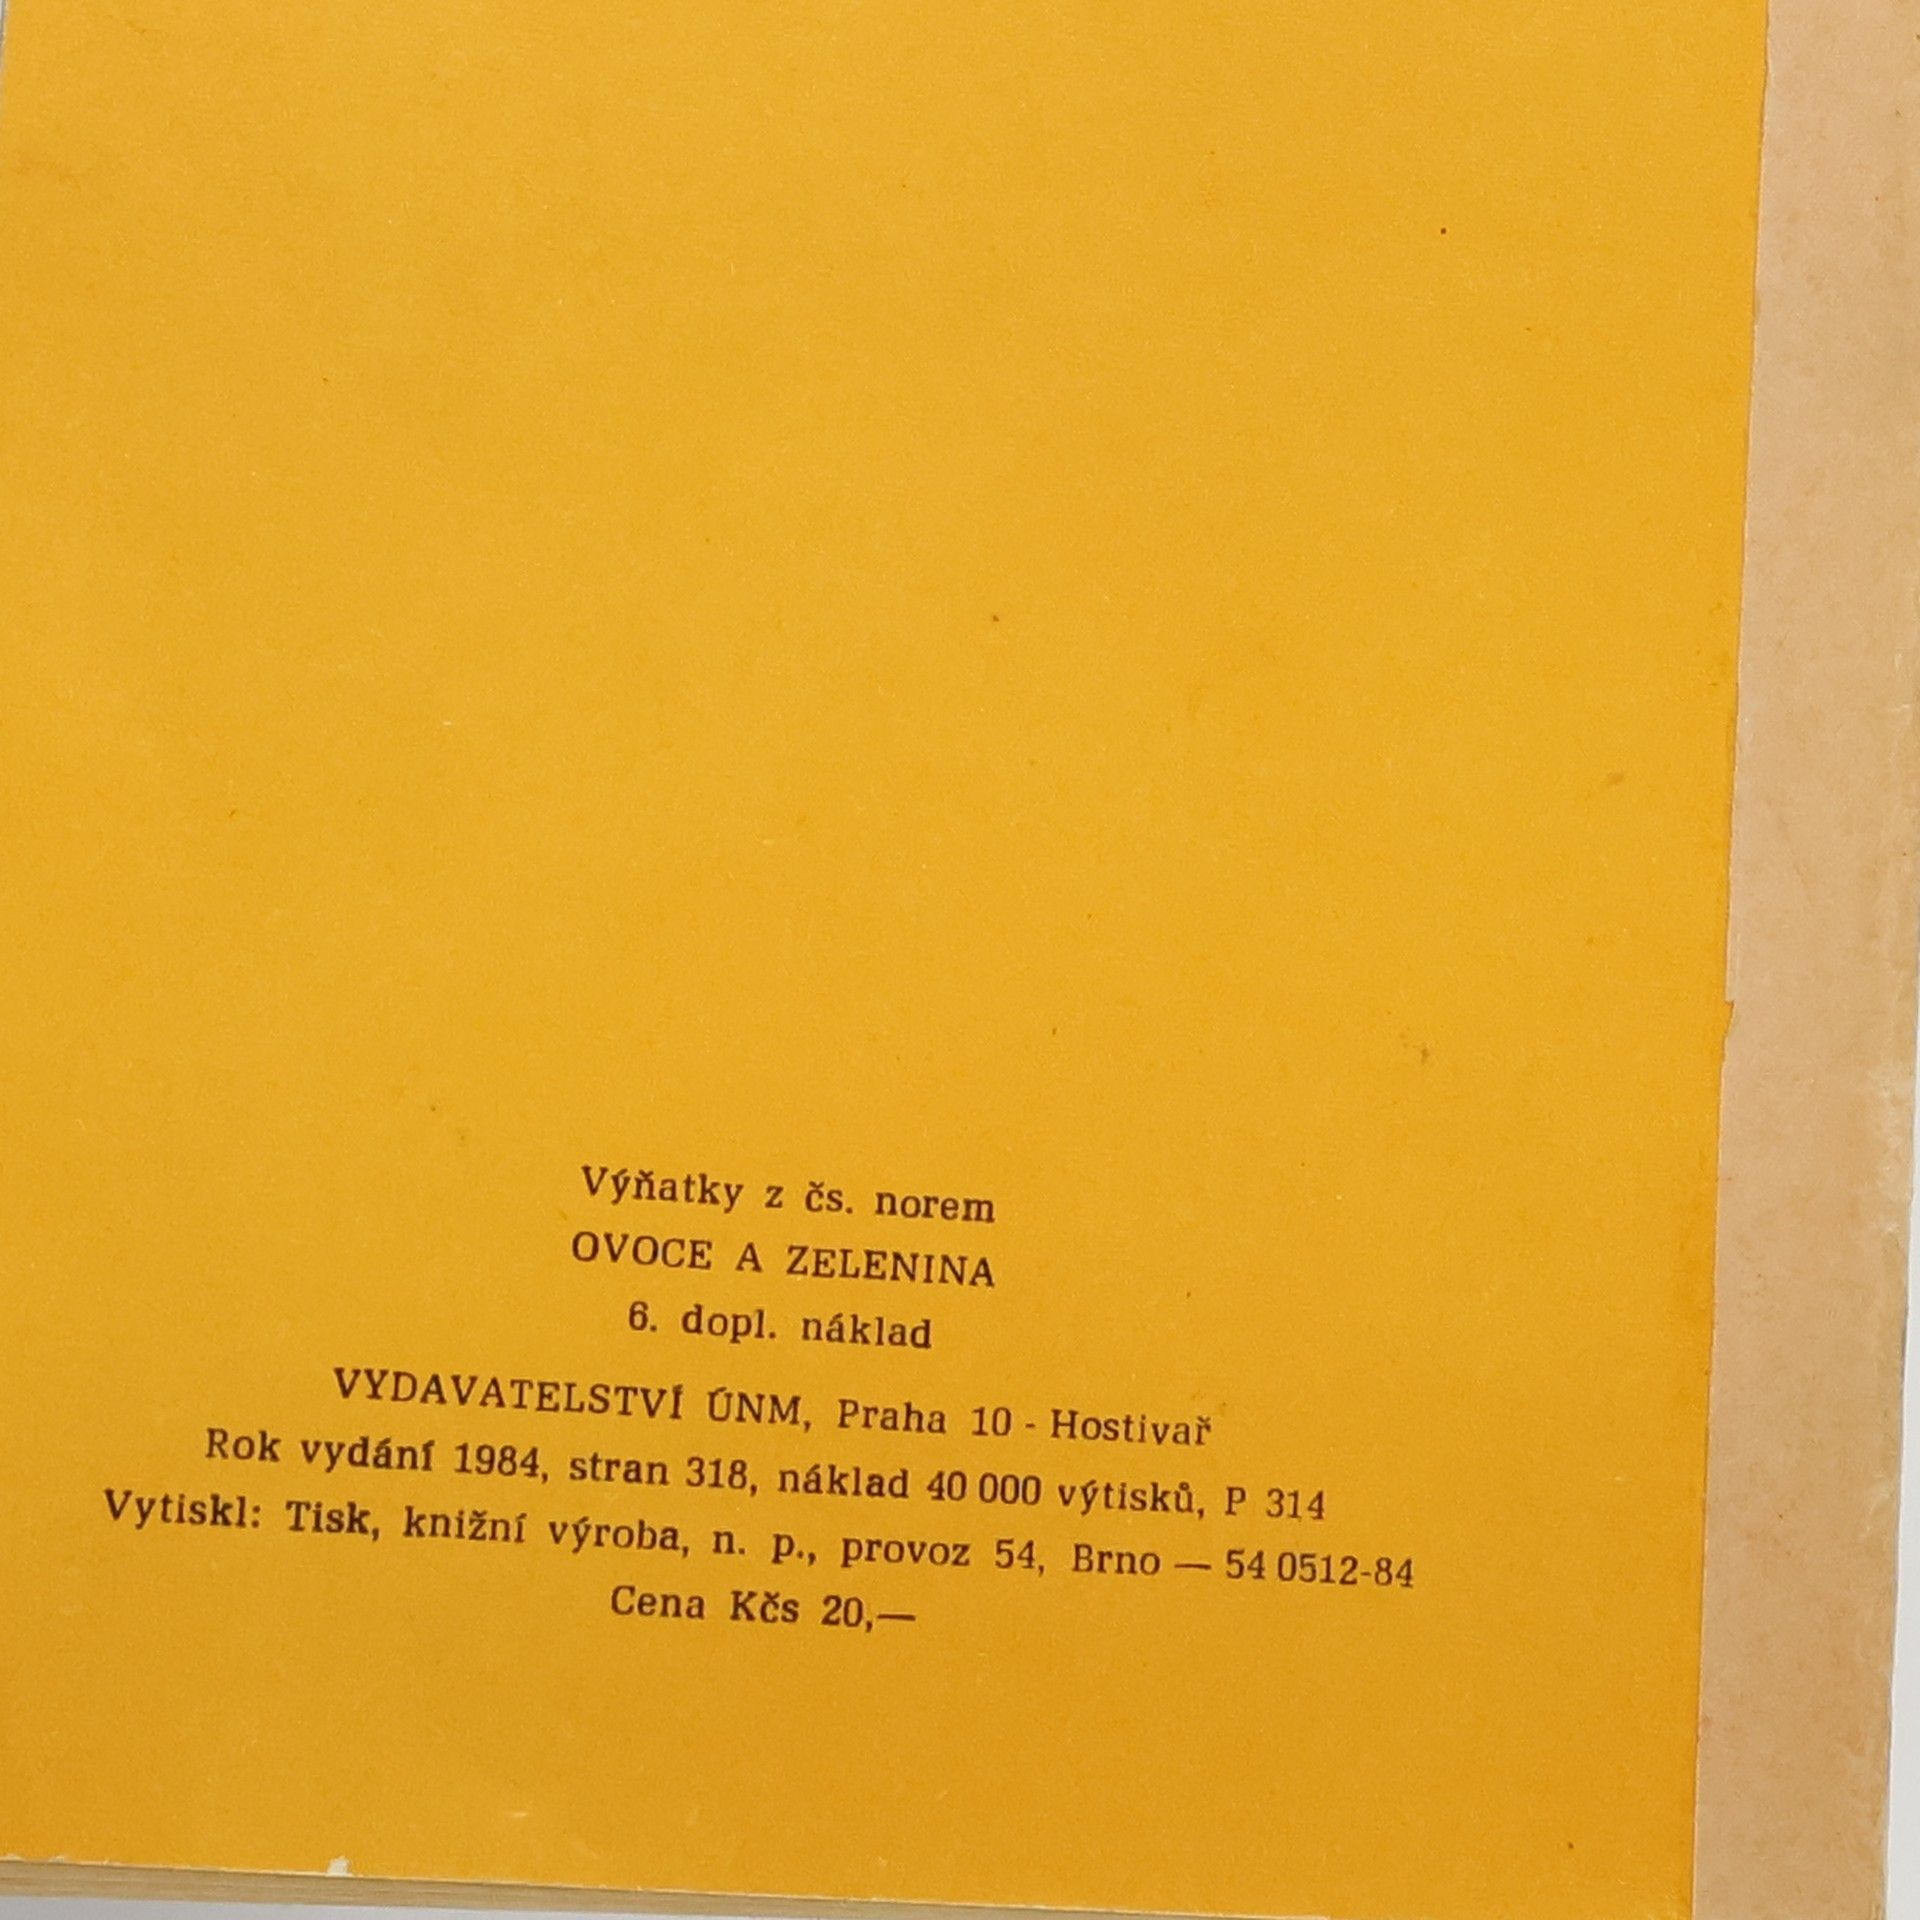 Výňatky z čs. norem
OVOCE A ZELENINA
6. dopl. náklad
VYDAVATELSTVÍ ÚNM, Praha 10 - Hostivař
Rok vydání 1984, stran 318, náklad 40 000 výtisků, P 314
Vytiskl: Tisk, knižní výroba, n. p., provoz 54, Brno — 54 0512-84
Cena Kčs 20,—